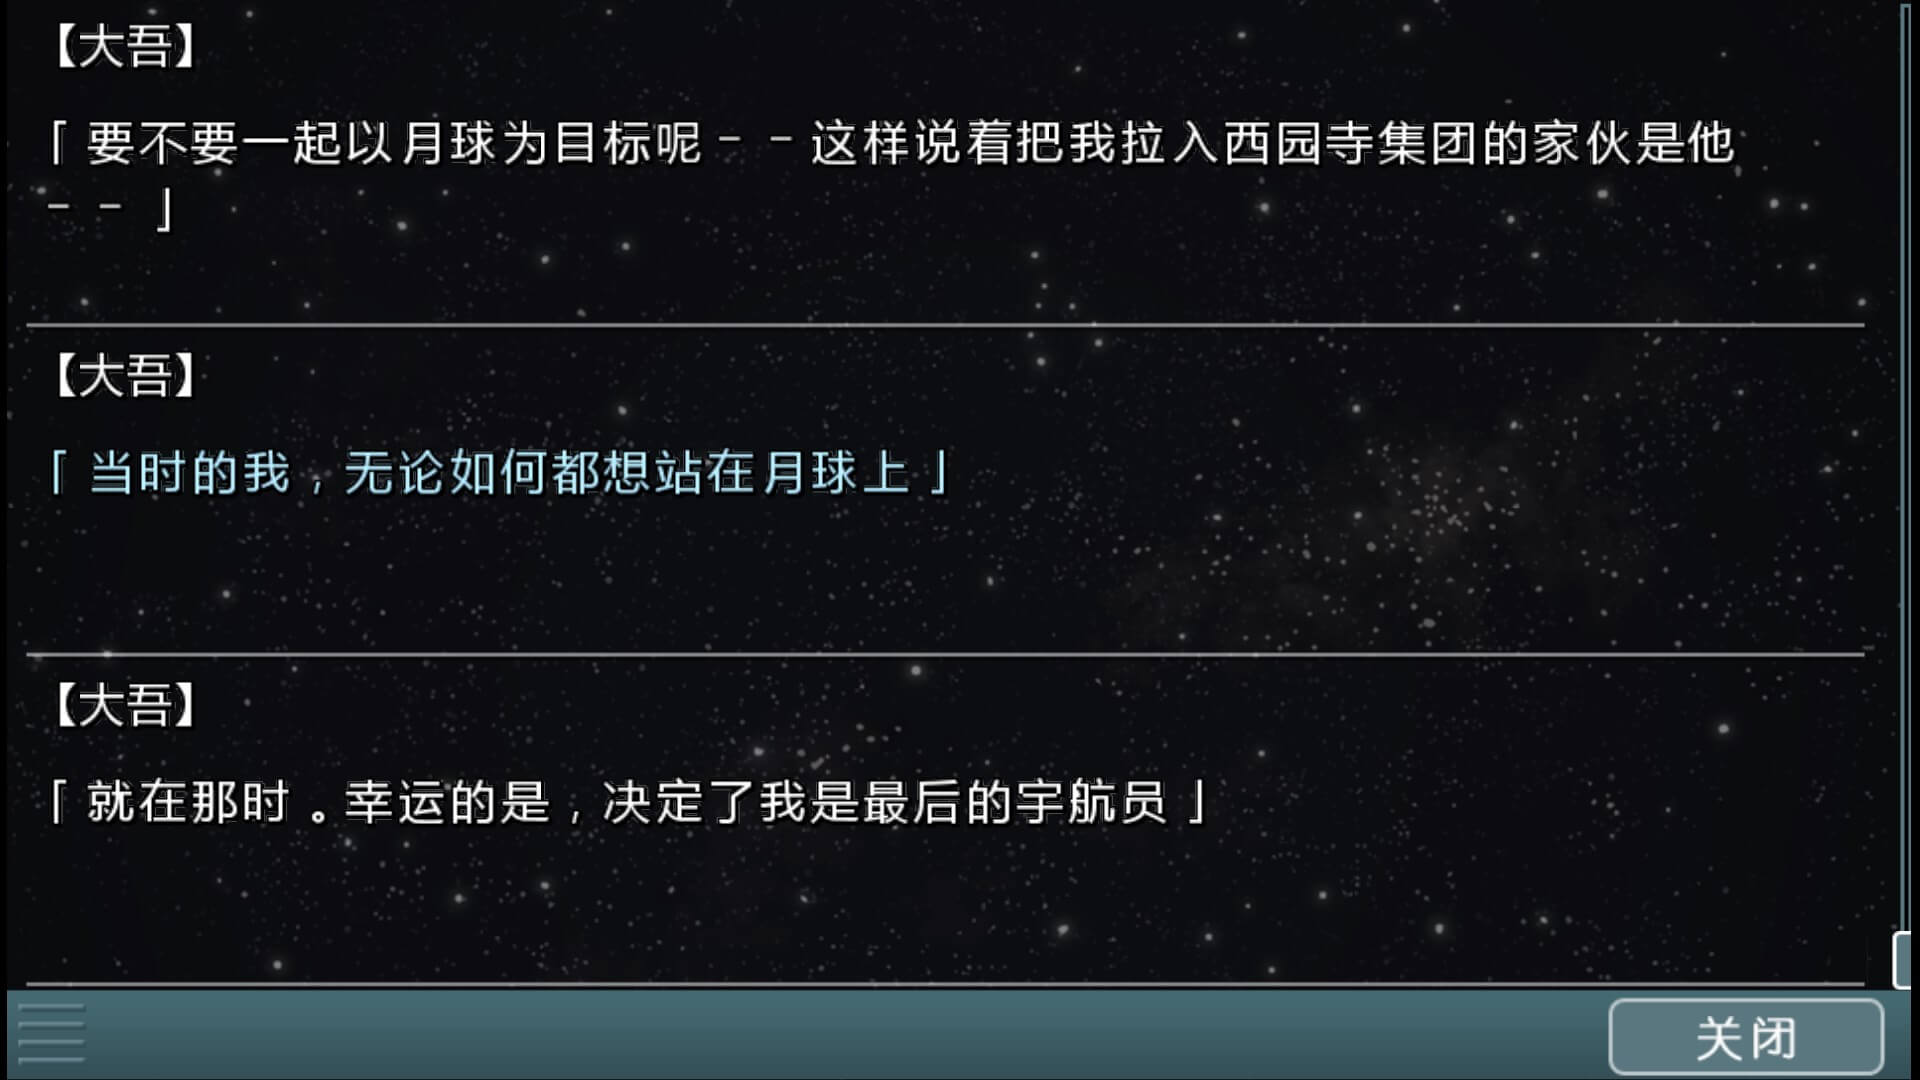 【大吾】
「要不要一起以月球为目标呢－－这样说着把我拉入西园寺集团的家伙是他
－－」
【大吾】
「当时的我，无论如何都想站在月球上」
【大吾】
「就在那时。幸运的是，决定了我是最后的宇航员」
关闭